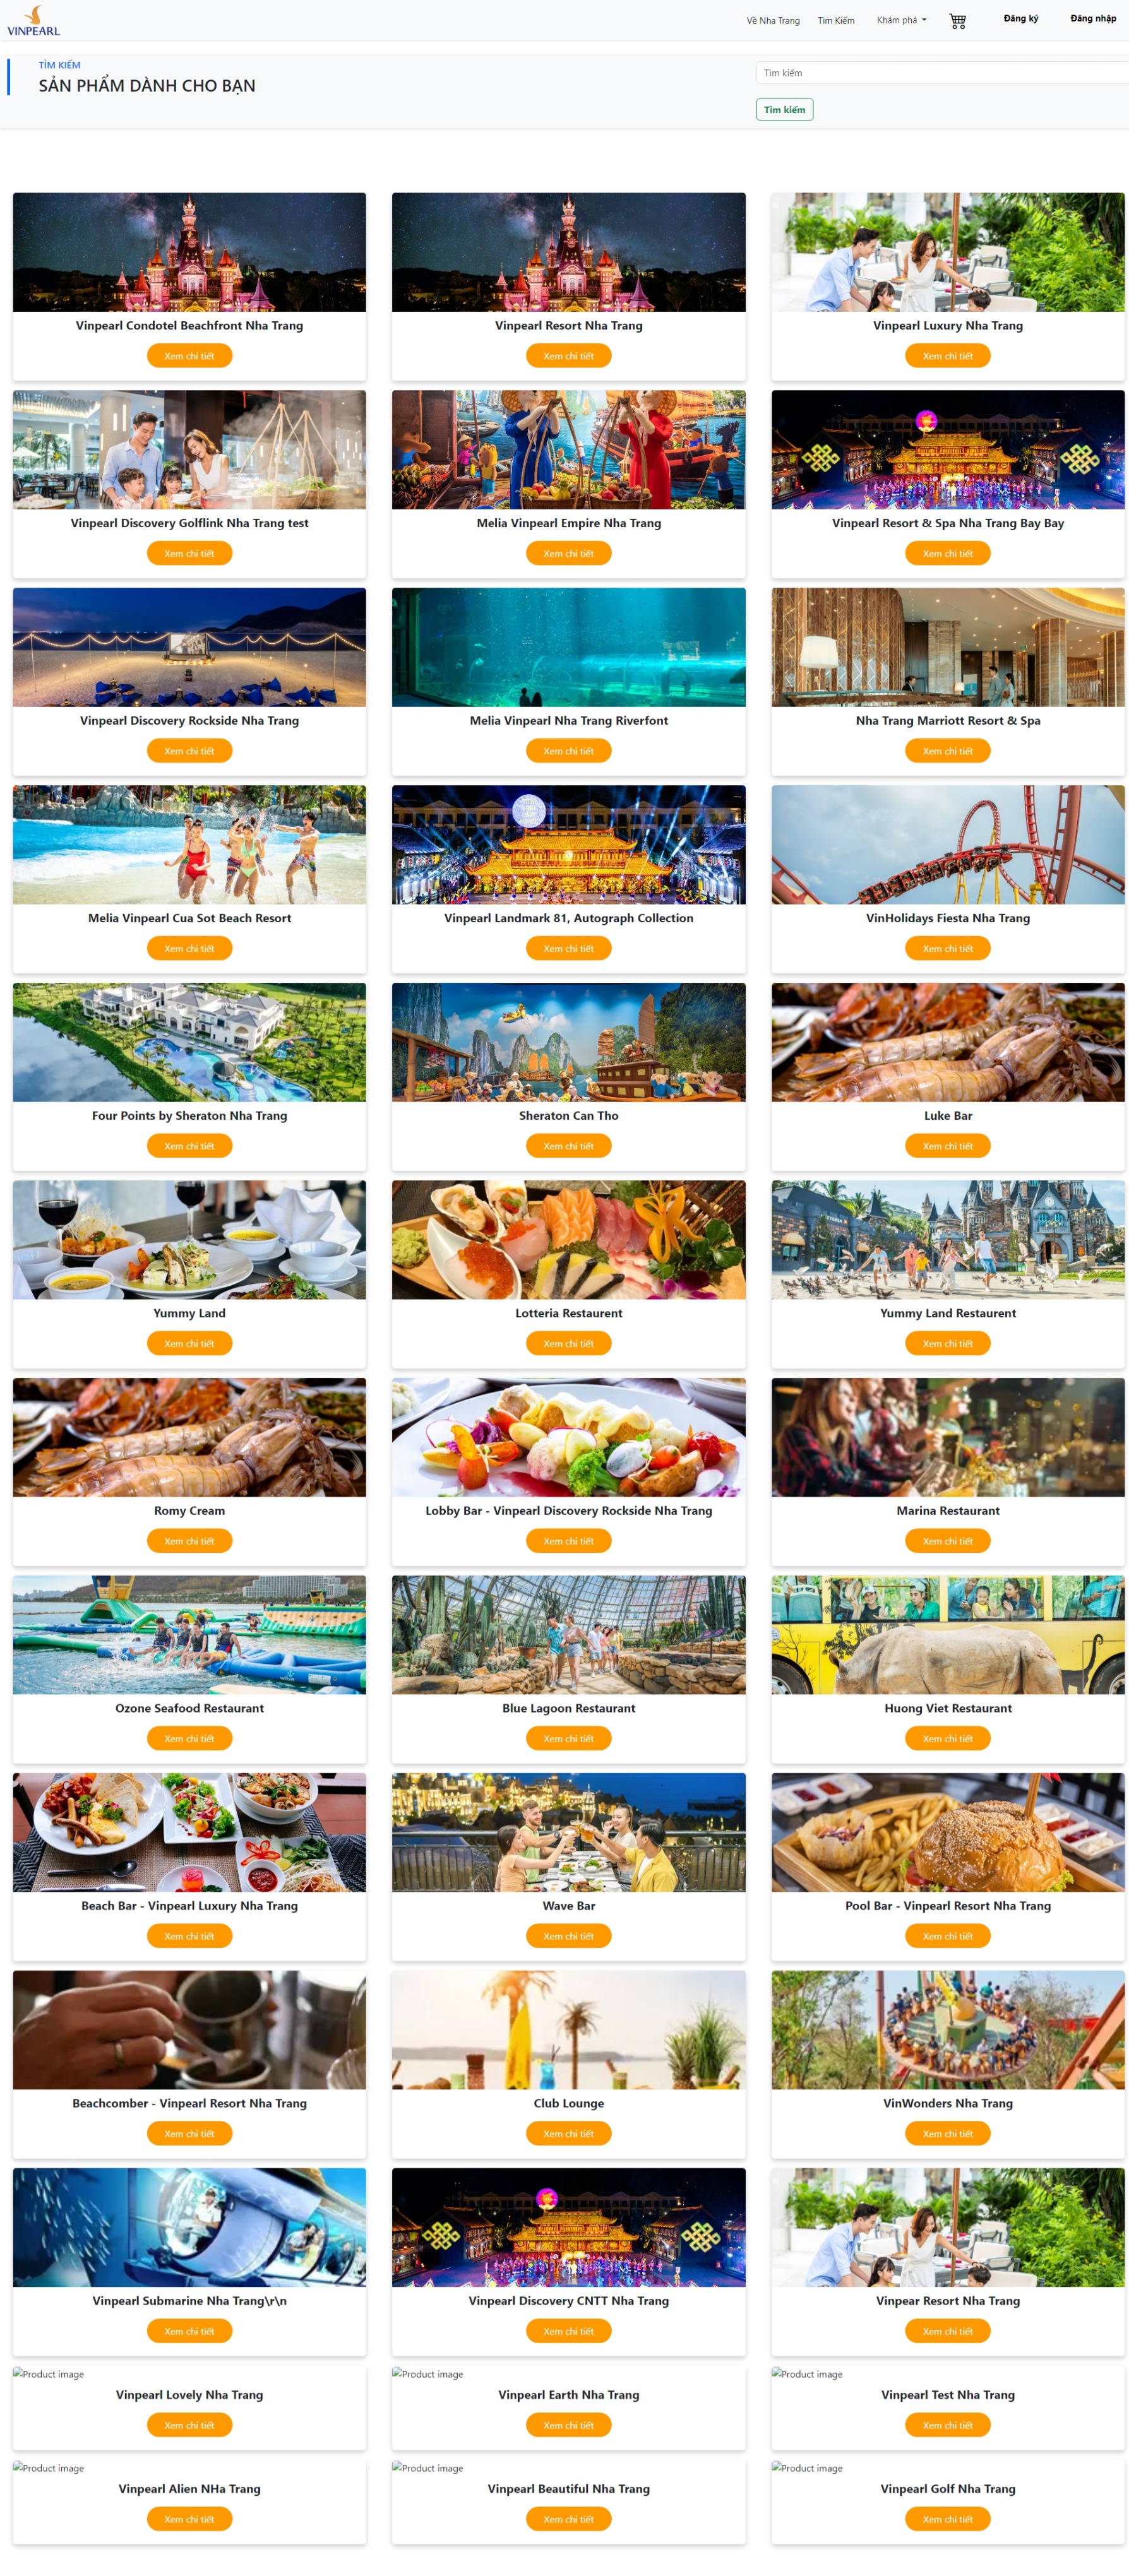 VINPEARL
Về Nha Trang Tìm Kiếm Khám phá Đăng ký Đăng nhập
TÌM KIẾM
SẢN PHẨM DÀNH CHO BẠN
Tìm kiếm
Tìm kiếm
Vinpearl Condotel Beachfront Nha Trang
Xem chi tiết
Vinpearl Resort Nha Trang
Xem chi tiết
Vinpearl Luxury Nha Trang
Xem chi tiết
Vinpearl Discovery Golflink Nha Trang test
Xem chi tiết
Melia Vinpearl Empire Nha Trang
Xem chi tiết
Vinpearl Resort & Spa Nha Trang Bay Bay
Xem chi tiết
Vinpearl Discovery Rockside Nha Trang
Xem chi tiết
Melia Vinpearl Nha Trang Riverfont
Xem chi tiết
Nha Trang Marriott Resort & Spa
Xem chi tiết
Melia Vinpearl Cua Sot Beach Resort
Xem chi tiết
Vinpearl Landmark 81, Autograph Collection
Xem chi tiết
VinHolidays Fiesta Nha Trang
Xem chi tiết
Four Points by Sheraton Nha Trang
Xem chi tiết
Sheraton Can Tho
Xem chi tiết
Luke Bar
Xem chi tiết
Yummy Land
Xem chi tiết
Lotteria Restaurent
Xem chi tiết
Yummy Land Restaurent
Xem chi tiết
Romy Cream
Xem chi tiết
Lobby Bar - Vinpearl Discovery Rockside Nha Trang
Xem chi tiết
Marina Restaurant
Xem chi tiết
Ozone Seafood Restaurant
Xem chi tiết
Blue Lagoon Restaurant
Xem chi tiết
Huong Viet Restaurant
Xem chi tiết
Beach Bar - Vinpearl Luxury Nha Trang
Xem chi tiết
Wave Bar
Xem chi tiết
Pool Bar - Vinpearl Resort Nha Trang
Xem chi tiết
Beachcomber - Vinpearl Resort Nha Trang
Xem chi tiết
Club Lounge
Xem chi tiết
VinWonders Nha Trang
Xem chi tiết
Vinpearl Submarine Nha Trang\r\n
Xem chi tiết
Vinpearl Discovery CNTT Nha Trang
Xem chi tiết
Vinpear Resort Nha Trang
Xem chi tiết
Product image
Vinpearl Lovely Nha Trang
Xem chi tiết
Product image
Vinpearl Earth Nha Trang
Xem chi tiết
Product image
Vinpearl Test Nha Trang
Xem chi tiết
Product image
Vinpearl Alien NHa Trang
Xem chi tiết
Product image
Vinpearl Beautiful Nha Trang
Xem chi tiết
Product image
Vinpearl Golf Nha Trang
Xem chi tiết